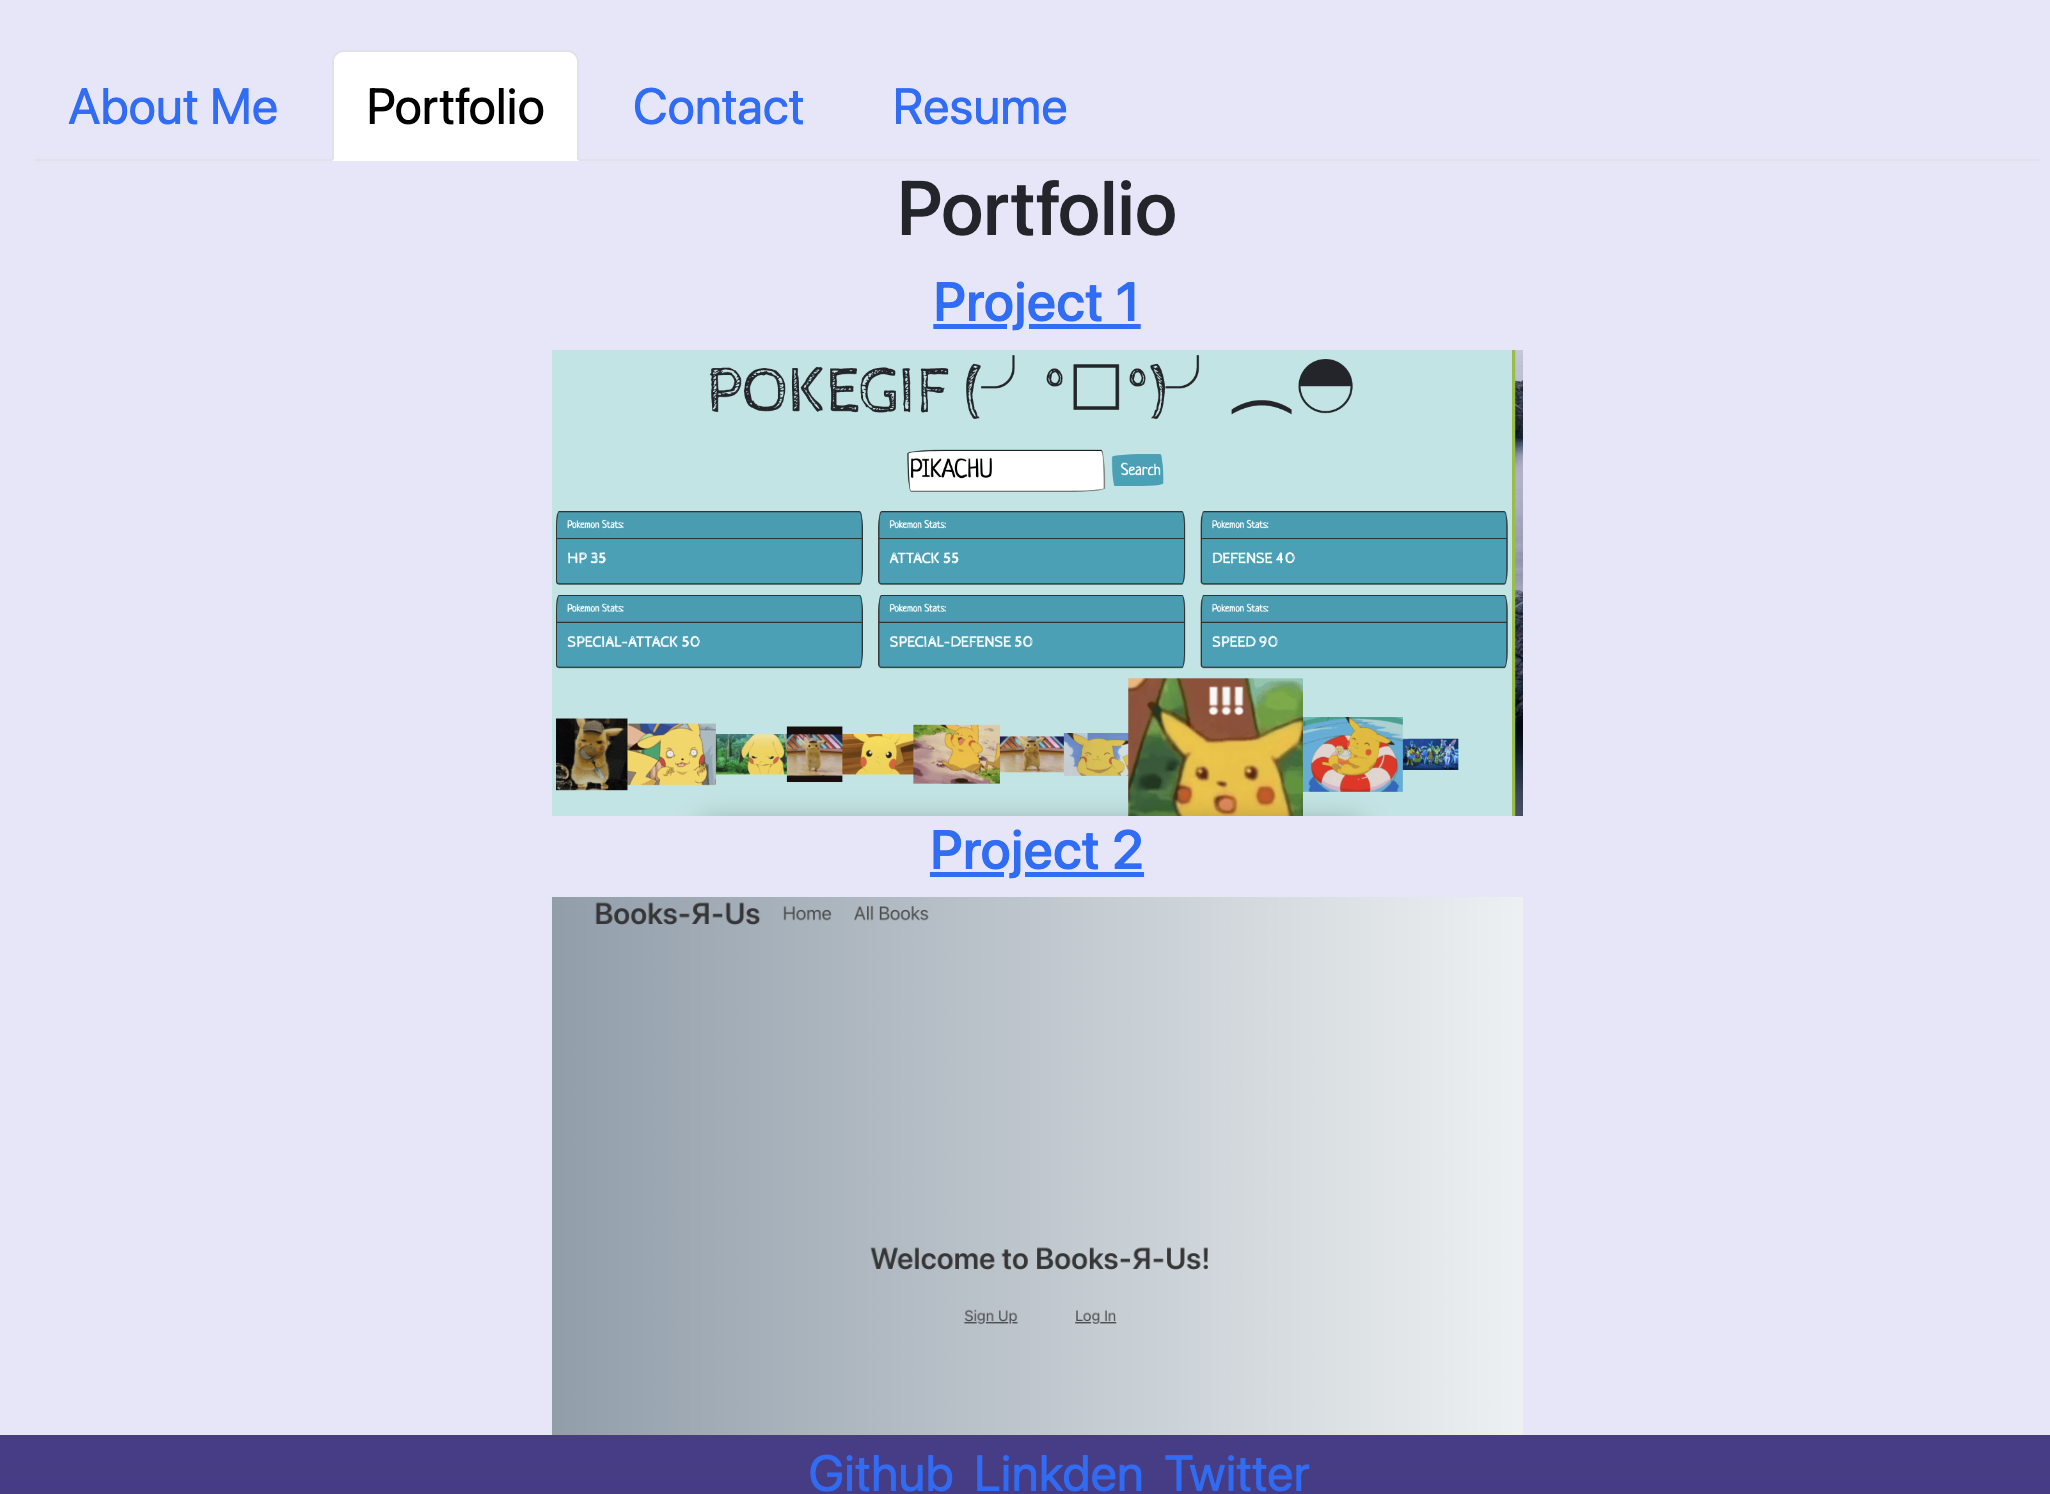 About Me Portfolio Contact Resume
Portfolio
Project 1
POKEGIF (╯°□°)╯︵◓
PIKACHU Search
Pokemon Stats: Pokemon Stats: Pokemon Stats:
HP 35 ATTACK 55 DEFENSE 40
Pokemon Stats: Pokemon Stats: Pokemon Stats:
SPECIAL-ATTACK 50 SPECIAL-DEFENSE 50 SPEED 90
!!!
Project 2
Books-Я-Us Home All Books
Welcome to Books-Я-Us!
Sign Up Log In
Github Linkden Twitter